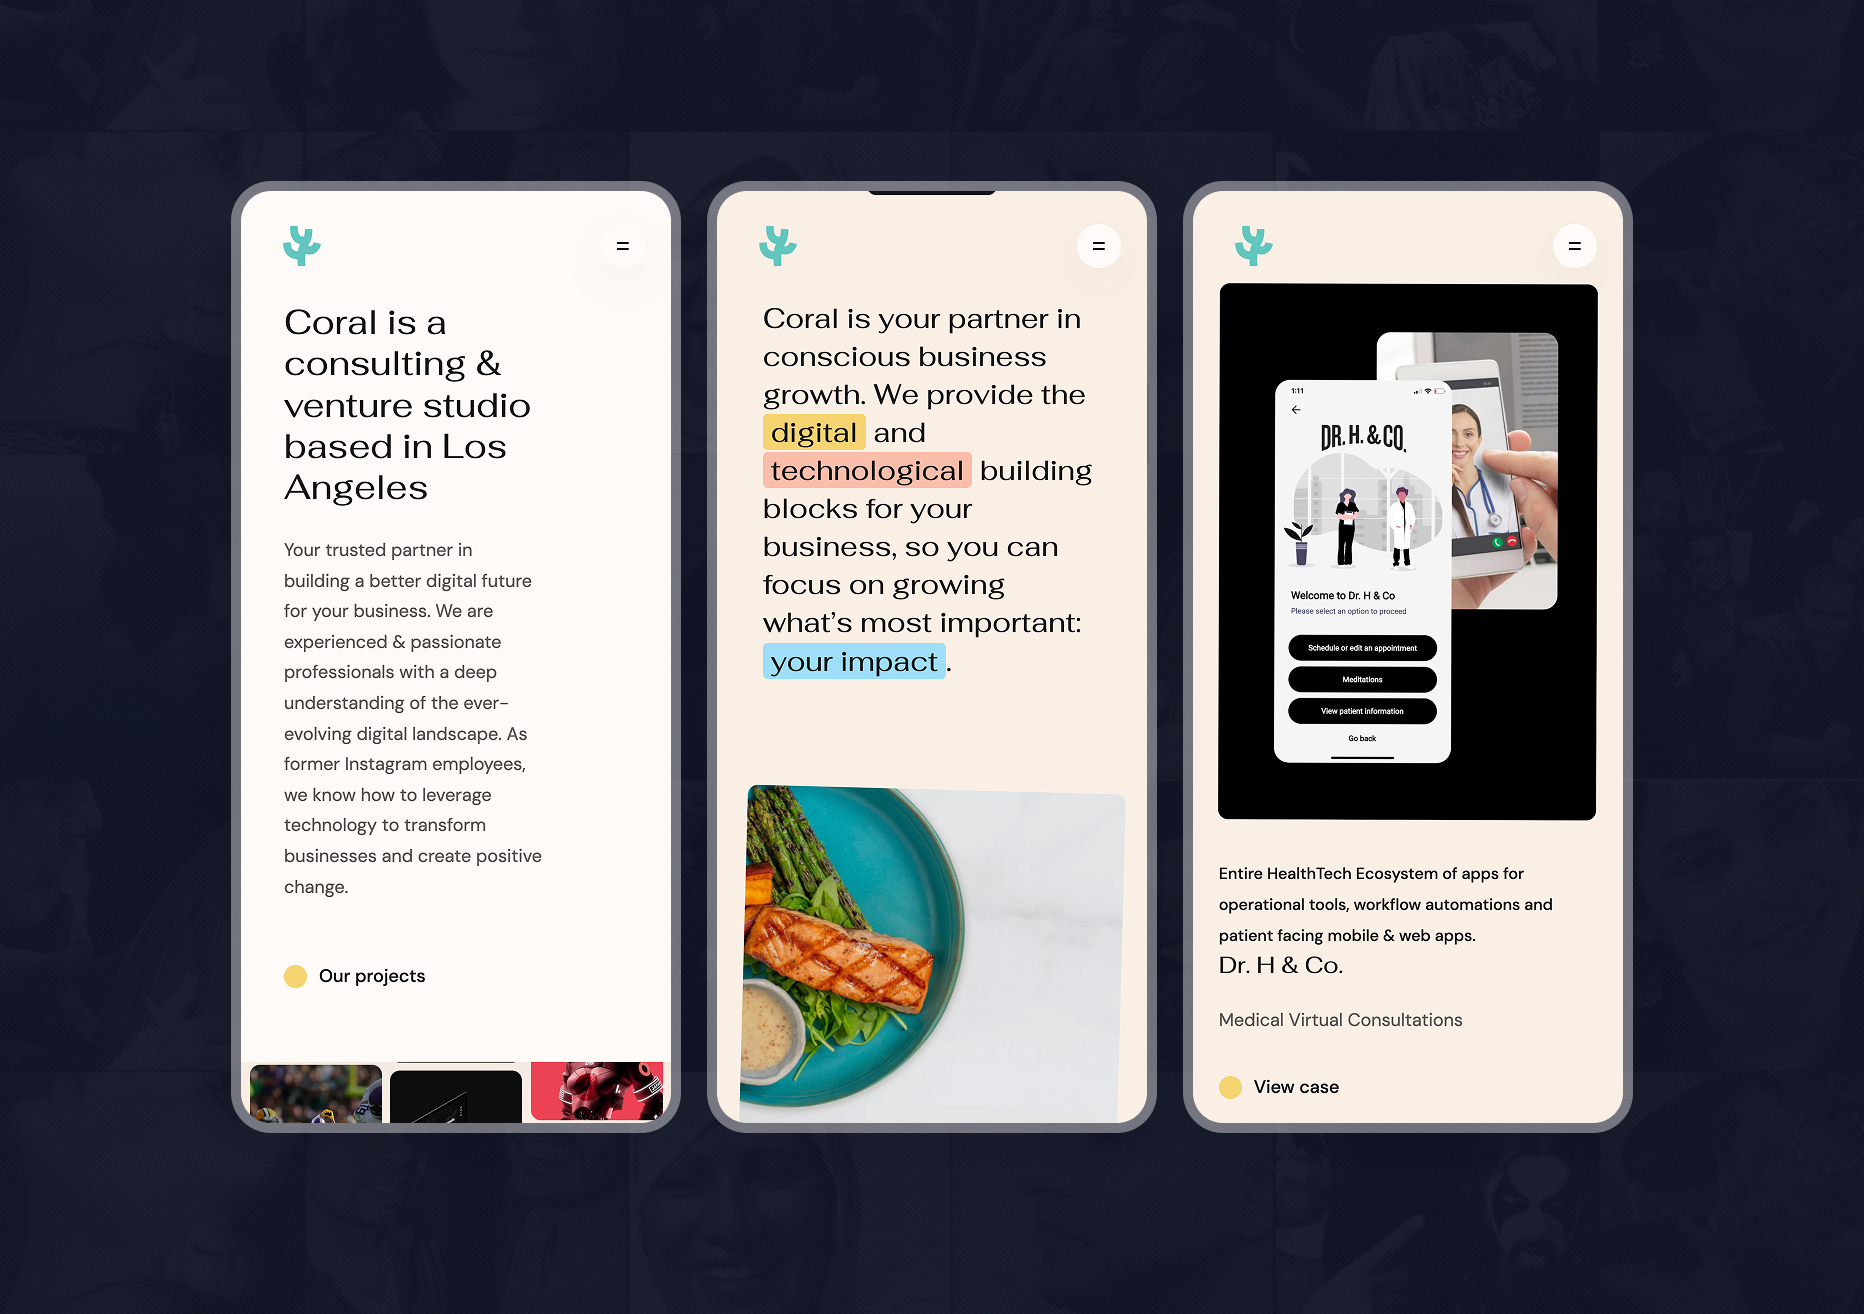 Coral is a
consulting &
venture studio
based in Los
Angeles
Your trusted partner in
building a better digital future
for your business. We are
experienced & passionate
professionals with a deep
understanding of the ever-
evolving digital landscape. As
former Instagram employees,
we know how to leverage
technology to transform
businesses and create positive
change.
Our projects
Coral is your partner in
conscious business
growth. We provide the
digital and
technological building
blocks for your
business, so you can
focus on growing
what's most important:
your impact.
1:11
DR. H. & CO.
Welcome to Dr. H & Co
Please select an option to proceed
Schedule or edit an appointment
Meditations
View patient information
Go back
Entire HealthTech Ecosystem of apps for
operational tools, workflow automations and
patient facing mobile & web apps.
Dr. H & Co.
Medical Virtual Consultations
View case